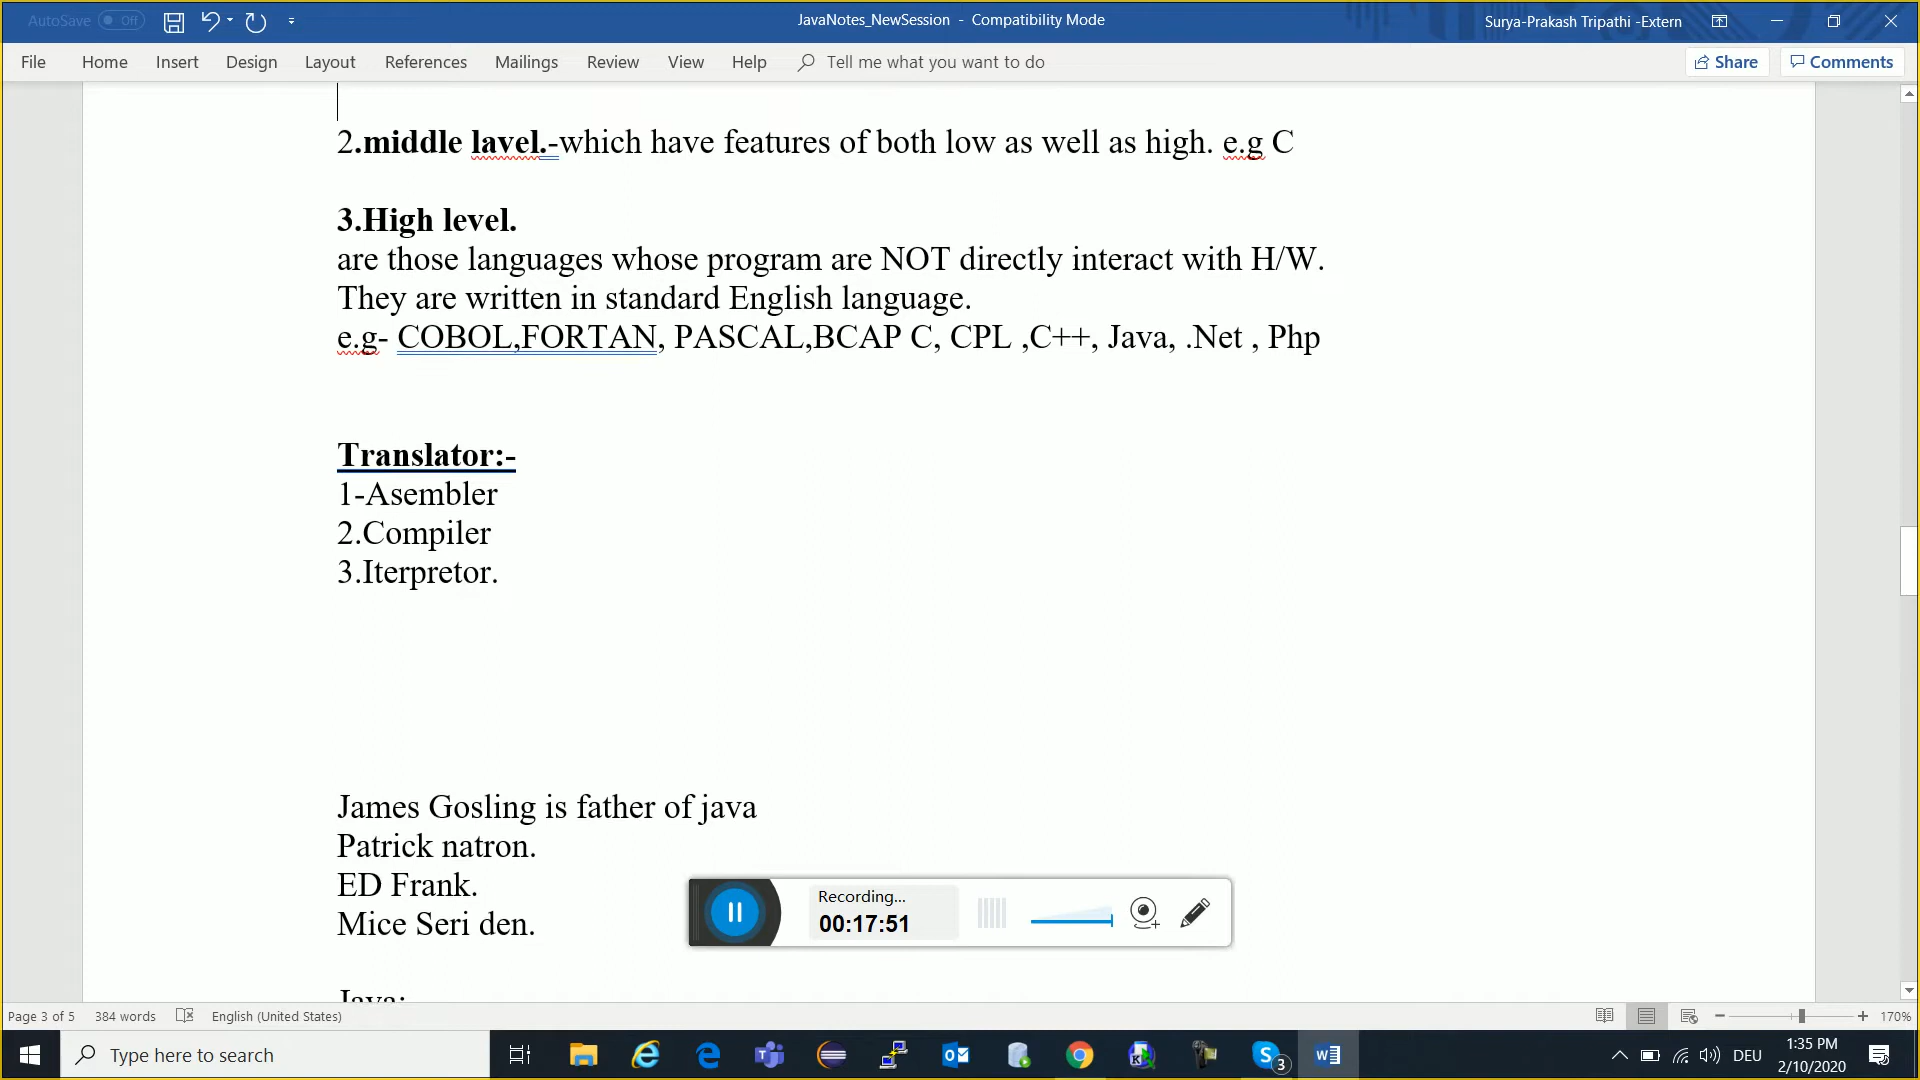 AutoSave Off
JavaNotes_NewSession - Compatibility Mode
Surya-Prakash Tripathi -Extern
File Home Insert Design Layout References Mailings Review View Help Tell me what you want to do Share Comments
2.middle lavel.-which have features of both low as well as high. e.g C
3.High level.
are those languages whose program are NOT directly interact with H/W.
They are written in standard English language.
e.g- COBOL,FORTAN, PASCAL,BCAP C, CPL ,C++, Java, .Net , Php
Translator:-
1-Asembler
2.Compiler
3.Iterpretor.
James Gosling is father of java
Patrick natron.
ED Frank.
Mice Seri den.
Recording...
00:17:51
Java:
Page 3 of 5 384 words English (United States) 170%
Type here to search
3
DEU
1:35 PM
2/10/2020